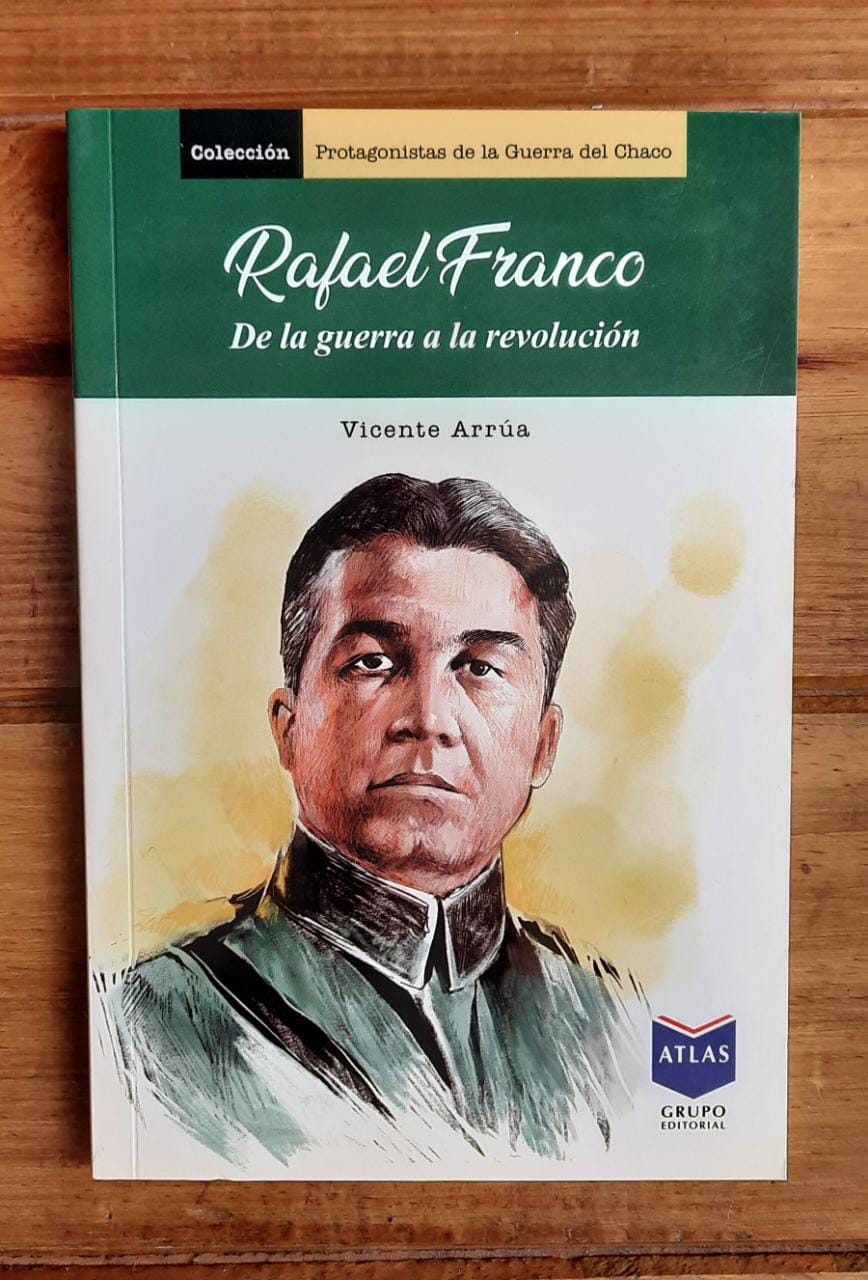 Colección Protagonistas de la Guerra del Chaco
Rafael Franco
De la guerra a la revolución
Vicente Arrúa
ATLAS
GRUPO
EDITORIAL